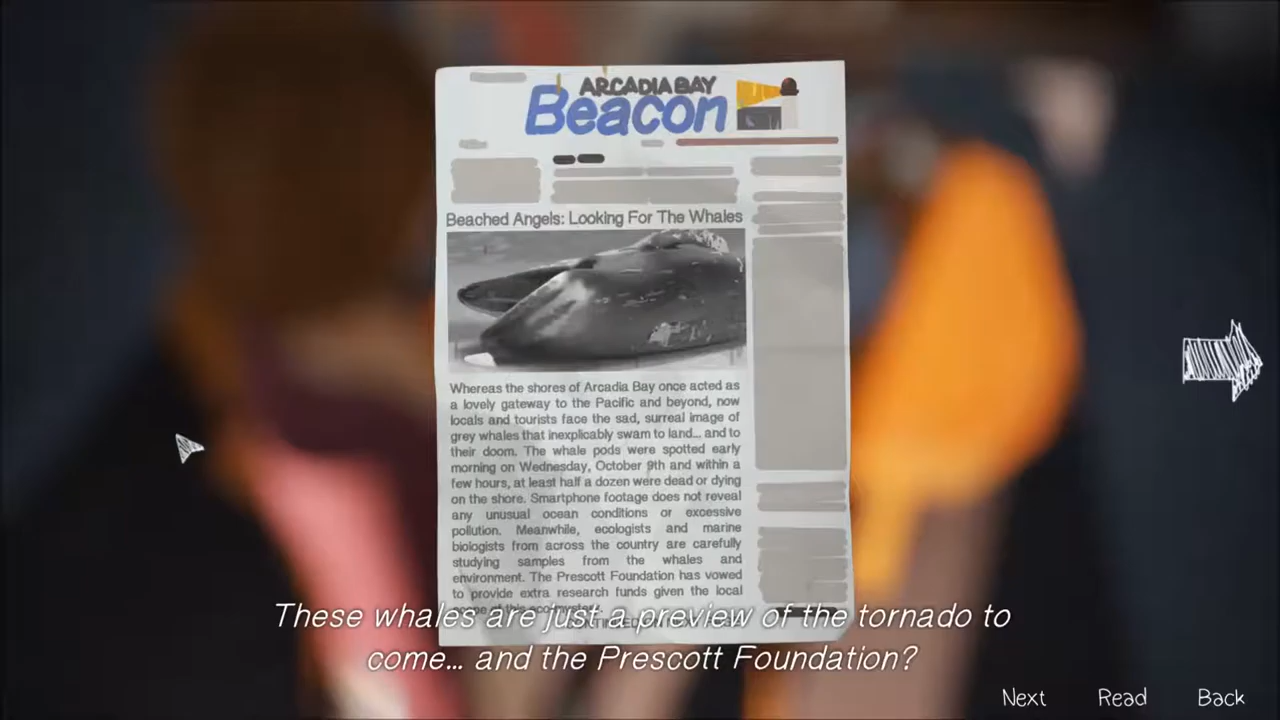 ARCADIA BAY
Beacon
Beached Angels: Looking For The Whales
Whereas the shores of Arcadia Bay once acted as
a lovely gateway to the Pacific and beyond, now
locals and tourists face the sad, surreal image of
grey whales that inexplicably swam to land... and to
their doom. The whale pods were spotted early
morning on Wednesday, October 9th and within a
few hours, at least half a dozen were dead or dying
on the shore. Smartphone footage does not reveal
any unusual ocean conditions or excessive
pollution. Meanwhile, ecologists and marine
biologists from across the country are carefully
studying samples from the whales and
environment. The Prescott Foundation has vowed
to provide extra research funds given the local
These whales are just a preview of the tornado to
come... and the Prescott Foundation?
Next Read Back